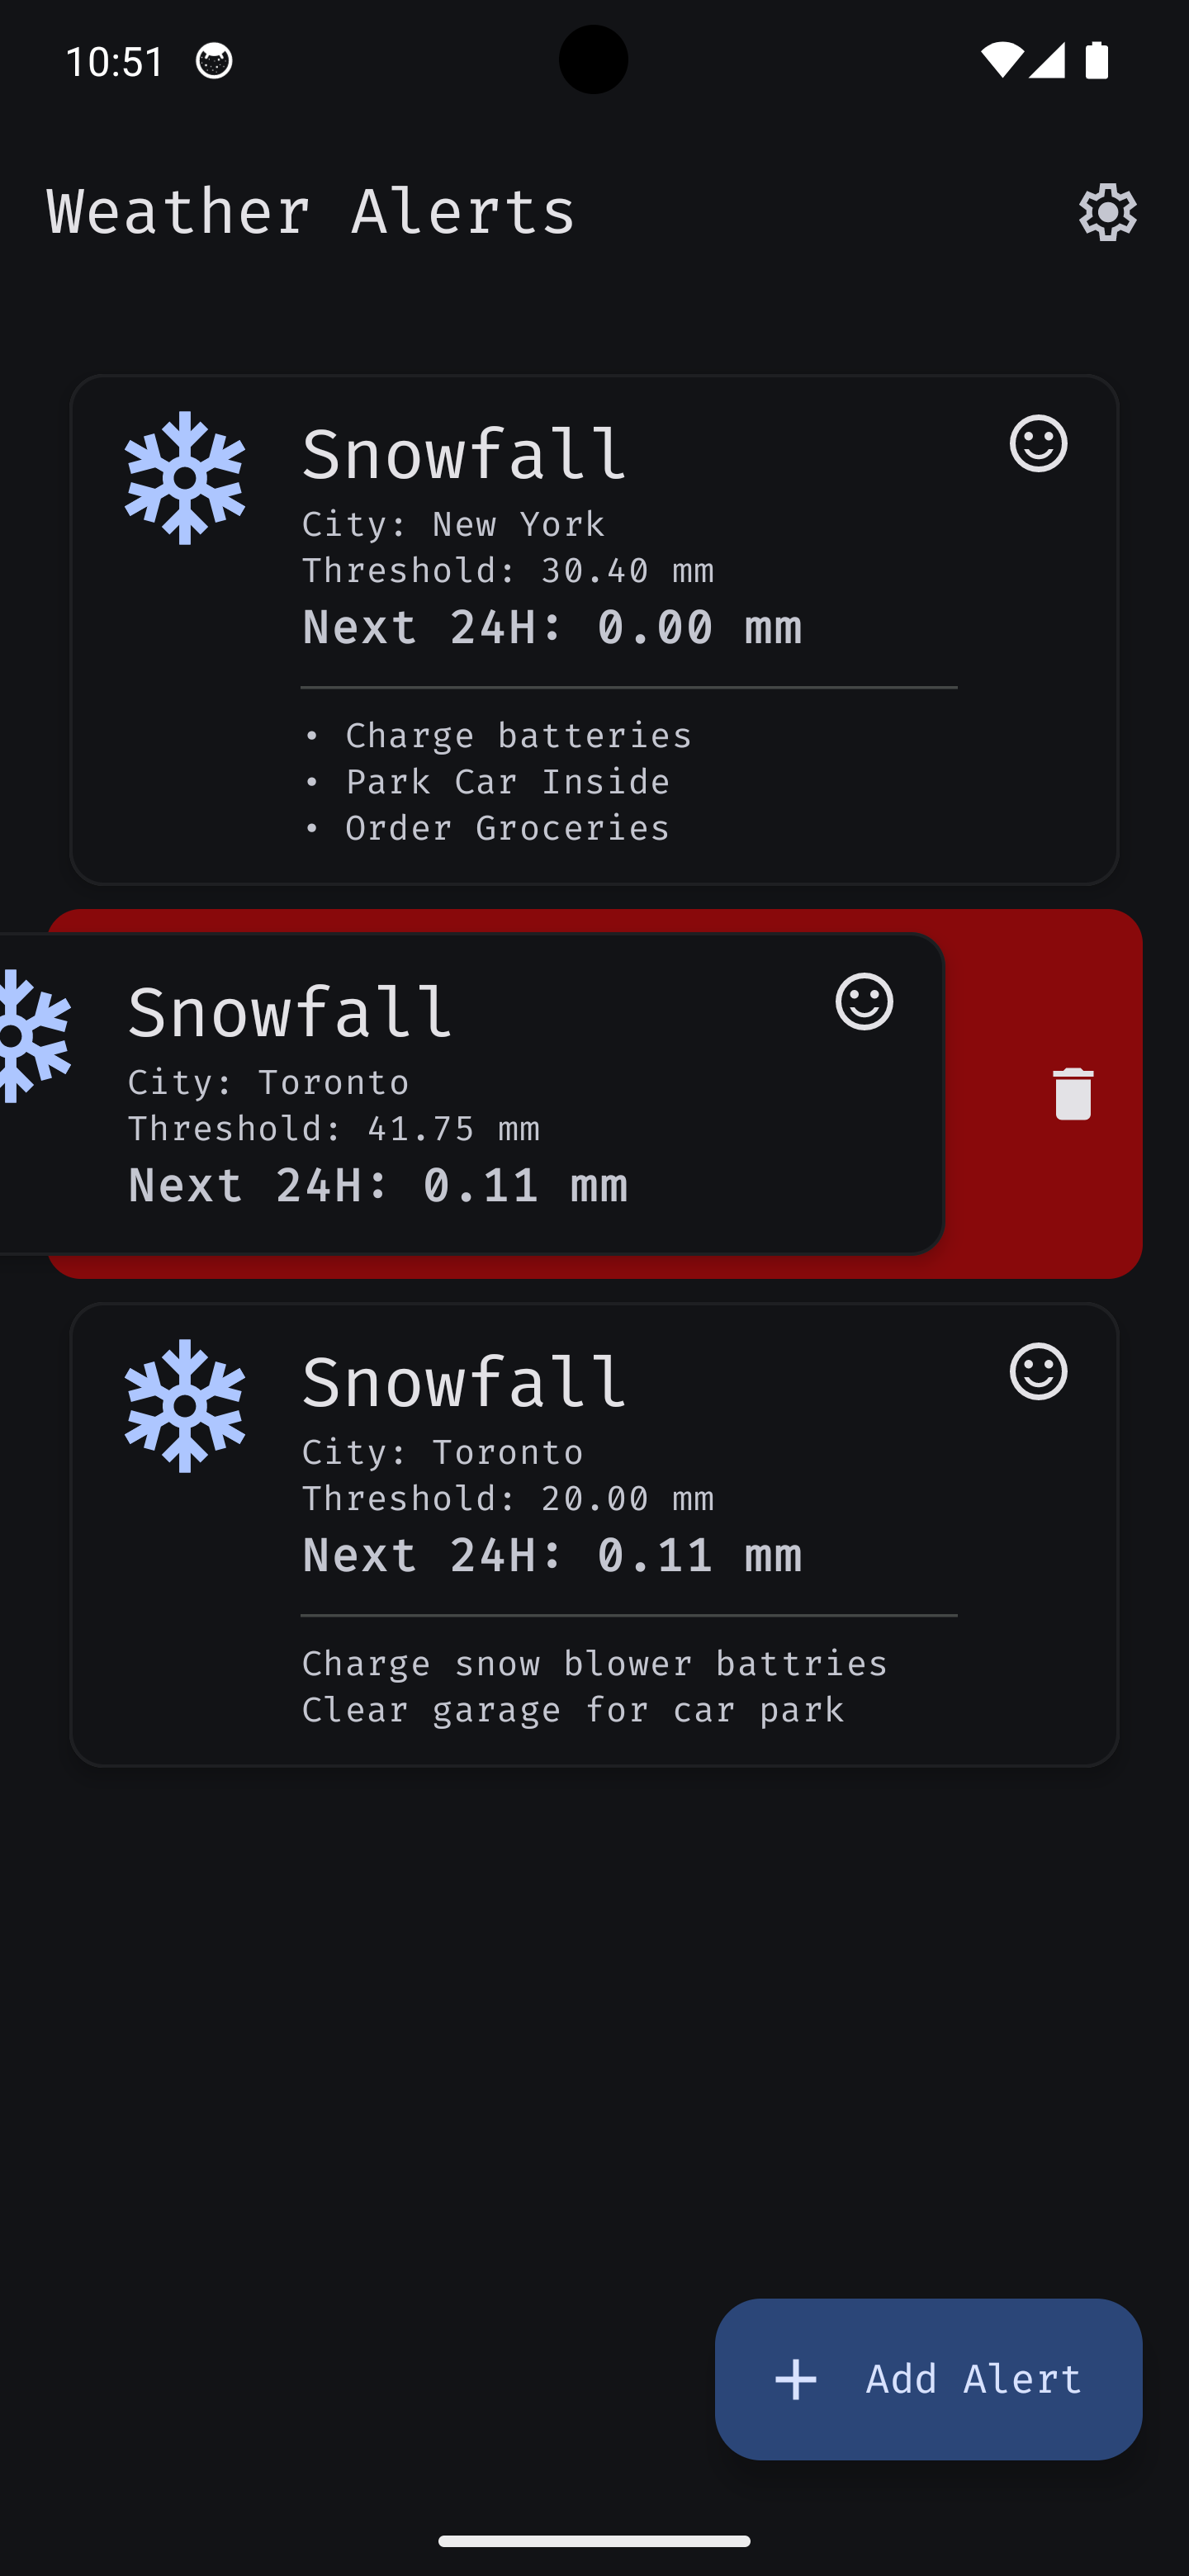 10:51
Weather Alerts
Snowfall
City: New York
Threshold: 30.40 mm
Next 24H: 0.00 mm
• Charge batteries
• Park Car Inside
• Order Groceries
Snowfall
City: Toronto
Threshold: 41.75 mm
Next 24H: 0.11 mm
Snowfall
City: Toronto
Threshold: 20.00 mm
Next 24H: 0.11 mm
Charge snow blower battries
Clear garage for car park
Add Alert